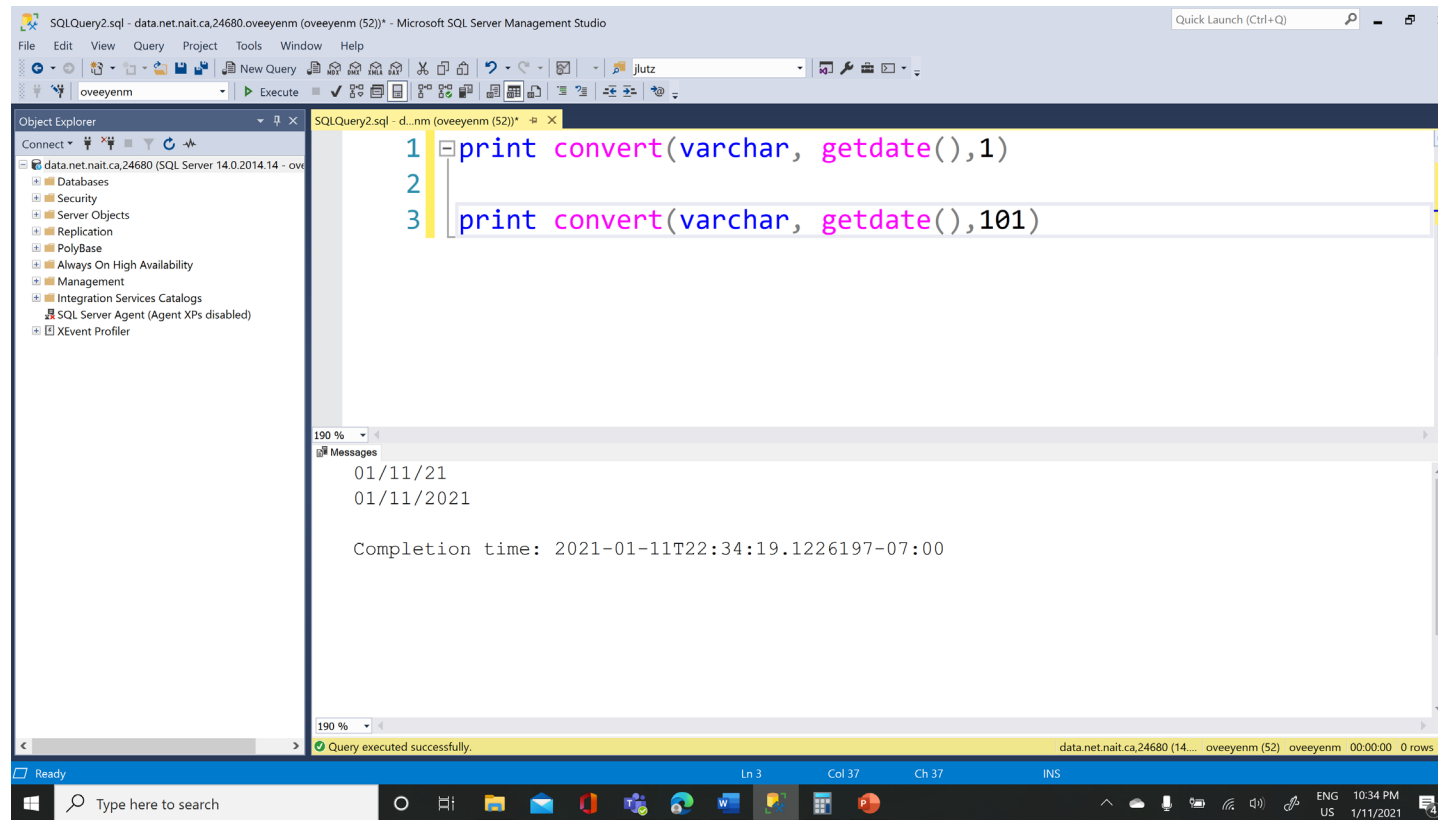 SQLQuery2.sql - data.net.nait.ca,24680.oveeyenm (oveeyenm (52))* - Microsoft SQL Server Management Studio
Quick Launch (Ctrl+Q)
File Edit View Query Project Tools Window Help
New Query MDX DMX XMLA DAX jlutz
oveeyenm Execute
Object Explorer
SQLQuery2.sql - d...nm (oveeyenm (52))*
Connect
data.net.nait.ca,24680 (SQL Server 14.0.2014.14 - ove
Databases
Security
Server Objects
Replication
PolyBase
Always On High Availability
Management
Integration Services Catalogs
SQL Server Agent (Agent XPs disabled)
XEvent Profiler
1 print convert(varchar, getdate(),1)
2
3 print convert(varchar, getdate(),101)
190 %
Messages
01/11/21
01/11/2021
Completion time: 2021-01-11T22:34:19.1226197-07:00
190 %
Query executed successfully. data.net.nait.ca,24680 (14.... oveeyenm (52) oveeyenm 00:00:00 0 rows
Ready Ln 3 Col 37 Ch 37 INS
Type here to search
ENG 10:34 PM
US 1/11/2021
4